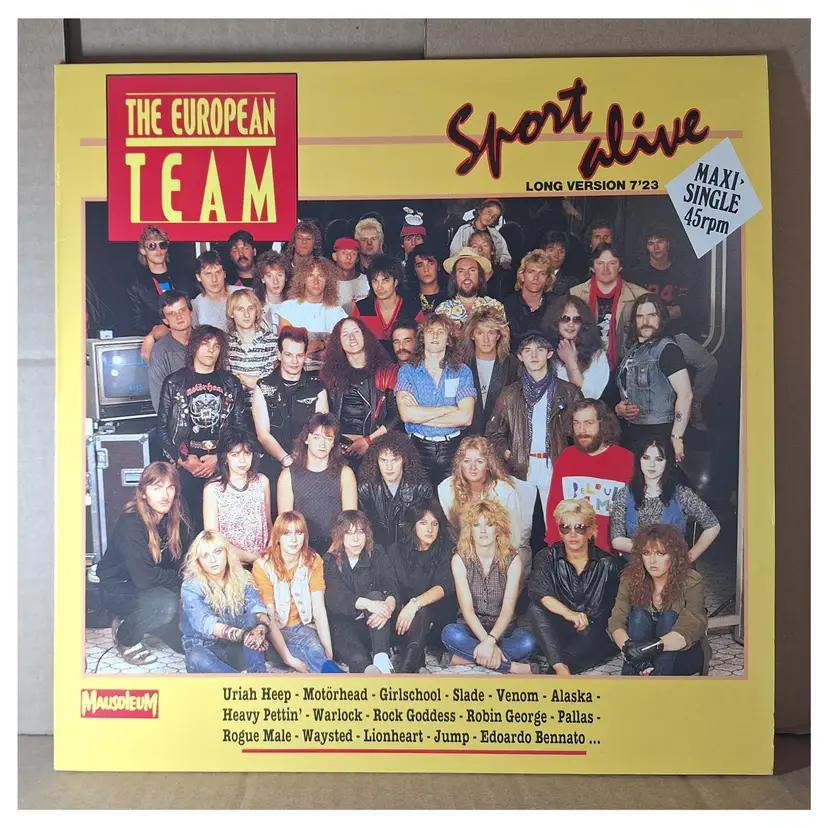 THE EUROPEAN
TEAM
Sport
alive
LONG VERSION 7'23
MAXI-
SINGLE
45rpm
motörhead
MAUSOLEUM
Uriah Heep - Motörhead - Girlschool - Slade - Venom - Alaska -
Heavy Pettin' - Warlock - Rock Goddess - Robin George - Pallas -
Rogue Male - Waysted - Lionheart - Jump - Edoardo Bennato ...